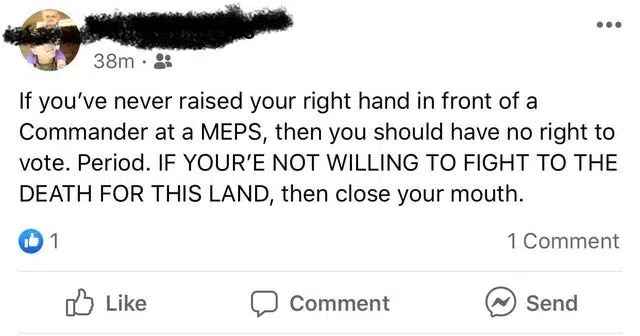 38m ·
If you've never raised your right hand in front of a
Commander at a MEPS, then you should have no right to
vote. Period. IF YOUR'E NOT WILLING TO FIGHT TO THE
DEATH FOR THIS LAND, then close your mouth.
1
1 Comment
Like
Comment
Send